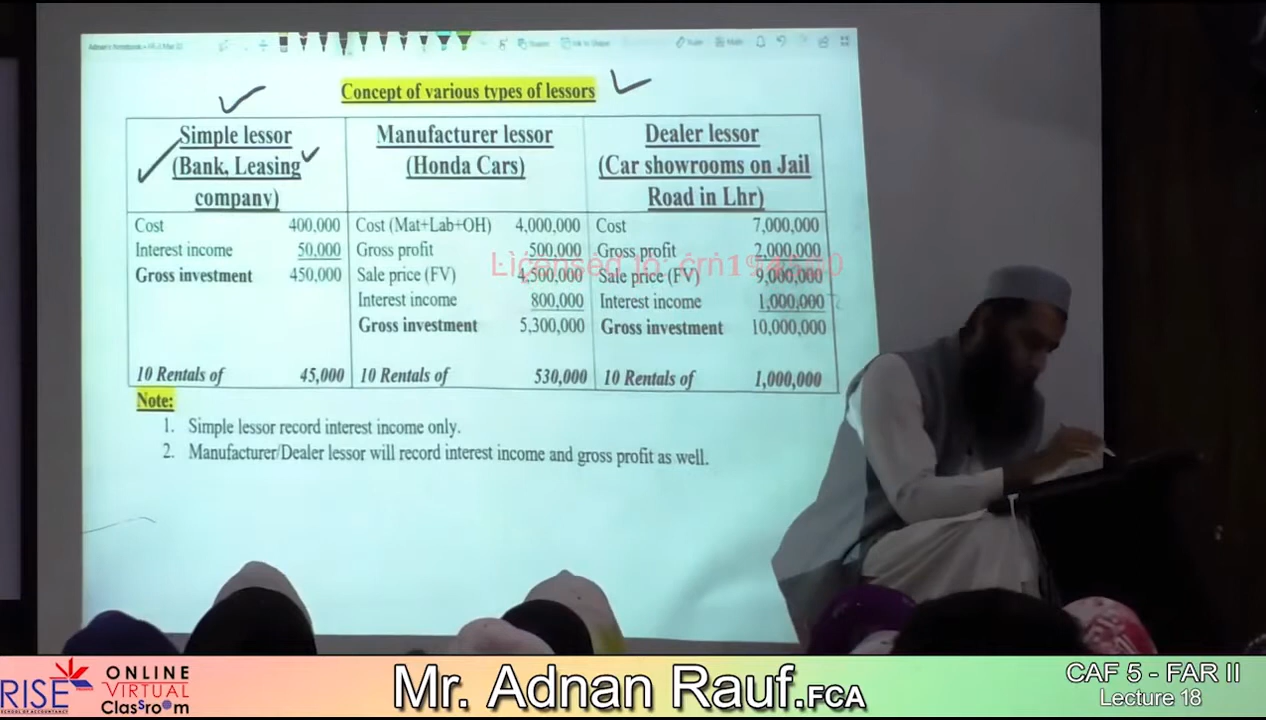 Concept of various types of lessors
Simple lessor
(Bank, Leasing
company)
Manufacturer lessor
(Honda Cars)
Dealer lessor
(Car showrooms on Jail
Road in Lhr)
Cost 400,000 Cost (Mat+Lab+OH) 4,000,000 Cost 7,000,000
Interest income 50,000 Gross profit 500,000 Gross profit 2,000,000
Gross investment 450,000 Sale price (FV) 4,500,000 Sale price (FV) 9,000,000
Interest income 800,000 Interest income 1,000,000
Gross investment 5,300,000 Gross investment 10,000,000
10 Rentals of 45,000 10 Rentals of 530,000 10 Rentals of 1,000,000
Licensed to:
Note:
1. Simple lessor record interest income only.
2. Manufacturer/Dealer lessor will record interest income and gross profit as well.
RISE
SCHOOL OF ACCOUNTANCY
ONLINE
VIRTUAL
Classroom
Mr. Adnan Rauf.FCA
CAF 5 - FAR II
Lecture 18